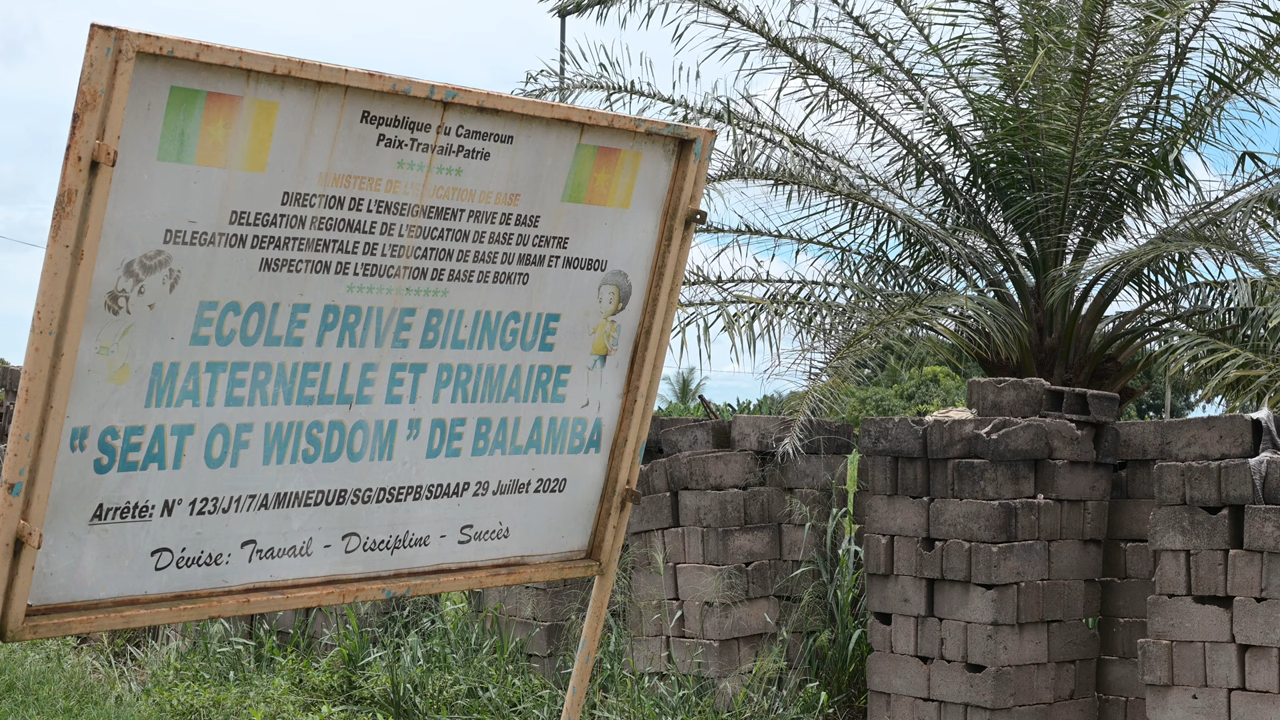 Republique du Cameroun
Paix-Travail-Patrie
*******
MINISTERE DE L'EDUCATION DE BASE
DIRECTION DE L'ENSEIGNEMENT PRIVE DE BASE
DELEGATION REGIONALE DE L'EDUCATION DE BASE DU CENTRE
DELEGATION DEPARTEMENTALE DE L'EDUCATION DE BASE DU MBAM ET INOUBOU
INSPECTION DE L'EDUCATION DE BASE DE BOKITO
***********
ECOLE PRIVE BILINGUE
MATERNELLE ET PRIMAIRE
“ SEAT OF WISDOM ” DE BALAMBA
Arrêté: N° 123/J1/7/A/MINEDUB/SG/DSEPB/SDAAP 29 Juillet 2020
Dévise: Travail - Discipline - Succès